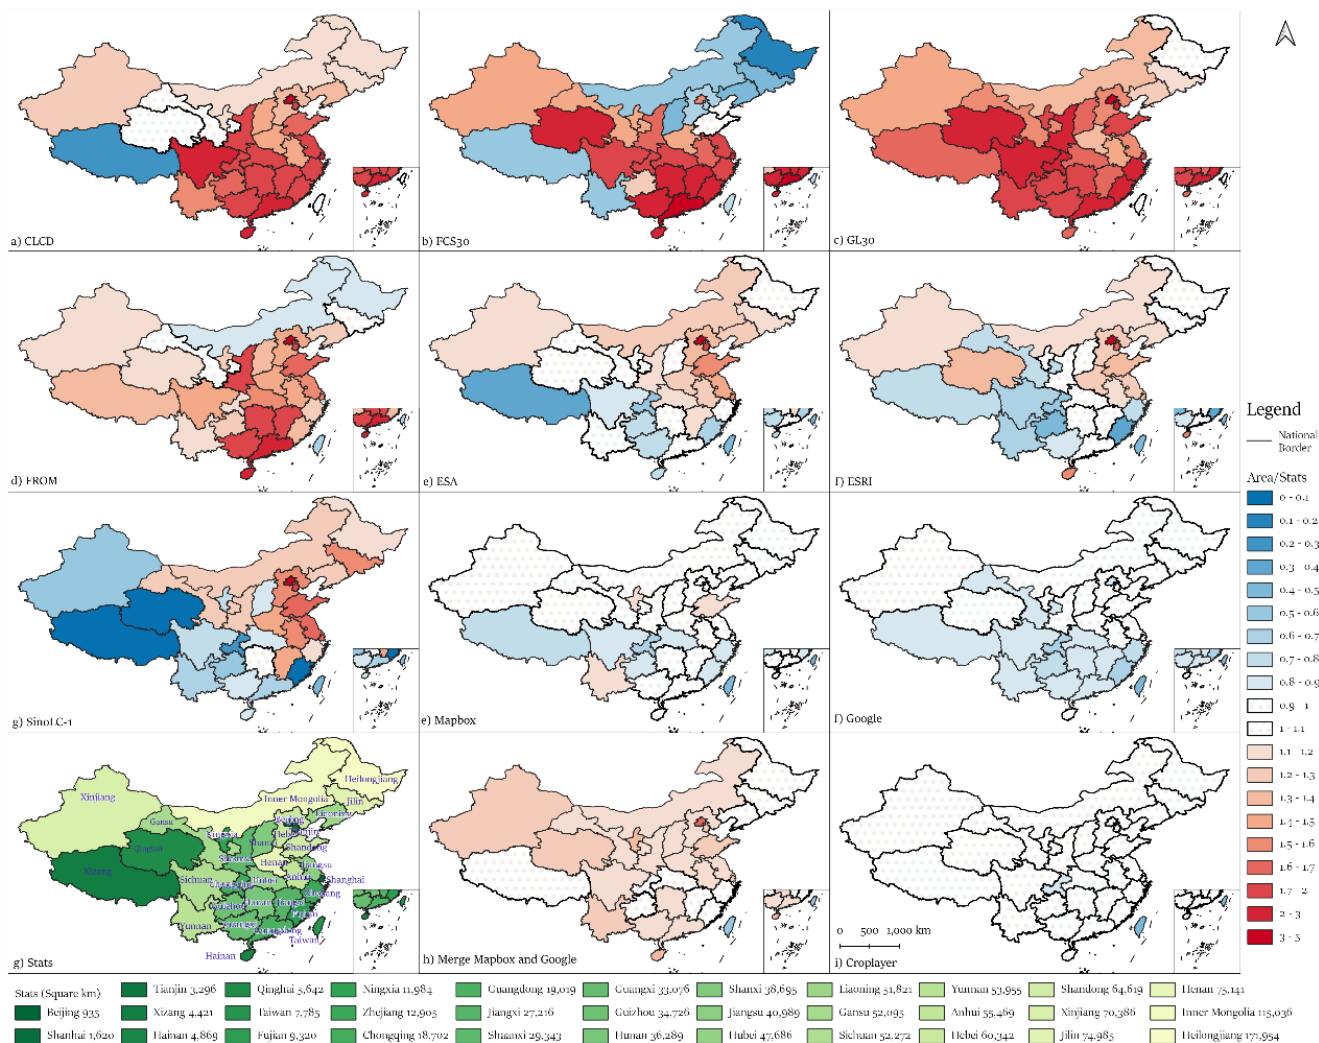 a) CLCD
b) FCS30
c) GL30
d) FROM
e) ESA
f) ESRI
g) SinoLC-1
e) Mapbox
f) Google
g) Stats
h) Merge Mapbox and Google
i) Croplayer
Heilongjiang
Xinjiang
Inner Mongolia
Jilin
Gansu
Liaoning
Beijing
Qinghai
Shandong
Henan
Xizang
Sichuan
Jiangsu
Anhui
Shanghai
Yunnan
Taiwan
Hainan
0 500 1,000 km
Legend
National
Border
Area/Stats
0 - 0.1
0.1 - 0.2
0.2 - 0.3
0.3 - 0.4
0.4 - 0.5
0.5 - 0.6
0.6 - 0.7
0.7 - 0.8
0.8 - 0.9
0.9 - 1
1 - 1.1
1.1 - 1.2
1.2 - 1.3
1.3 - 1.4
1.4 - 1.5
1.5 - 1.6
1.6 - 1.7
1.7 - 2
2 - 3
3 - 5
Stats (Square km)
Tianjin 3,296 Qinghai 5,642 Ningxia 11,984 Guangdong 19,019 Guangxi 33,076 Shanxi 38,695 Liaoning 51,821 Yunnan 53,955 Shandong 64,619 Henan 75,141
Beijing 935 Xizang 4,421 Taiwan 7,785 Zhejiang 12,905 Jiangxi 27,216 Guizhou 34,726 Jiangsu 40,989 Gansu 52,095 Anhui 55,469 Xinjiang 70,386 Inner Mongolia 115,036
Shanhai 1,620 Hainan 4,869 Fujian 9,320 Chongqing 18,702 Shaanxi 29,343 Hunan 36,289 Hubei 47,686 Sichuan 52,272 Hebei 60,342 Jilin 74,985 Heilongjiang 171,954